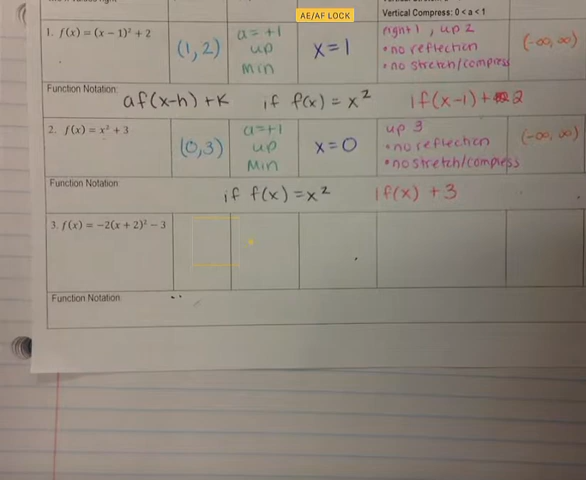 AE/AF LOCK
Vertical Compress: 0 < a < 1
1. f(x) = (x − 1)² + 2
(1, 2)
a = +1
up
min
x = 1
right 1, up 2
• no reflection
• no stretch/compress
(-∞, ∞)
Function Notation:
af(x-h) + k if f(x) = x² 1f(x-1) + 2
2. f(x) = x² + 3
(0, 3)
a = +1
up
Min
x = 0
up 3
• no reflection
• no stretch/compress
(-∞, ∞)
Function Notation:
if f(x) = x² 1f(x) + 3
3. f(x) = −2(x + 2)² − 3
Function Notation: